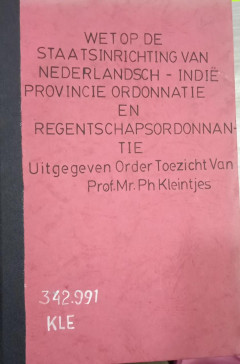 WET OP DE
STAATSINRICHTING VAN
NEDERLANDSCH - INDIË
PROVINCIE ORDONNATIE
EN
REGENTSCHAPSORDONNAN-
TIE
Uitgegeven Order Toezicht Van
Prof.Mr.Ph Kleintjes
342.991
KLE